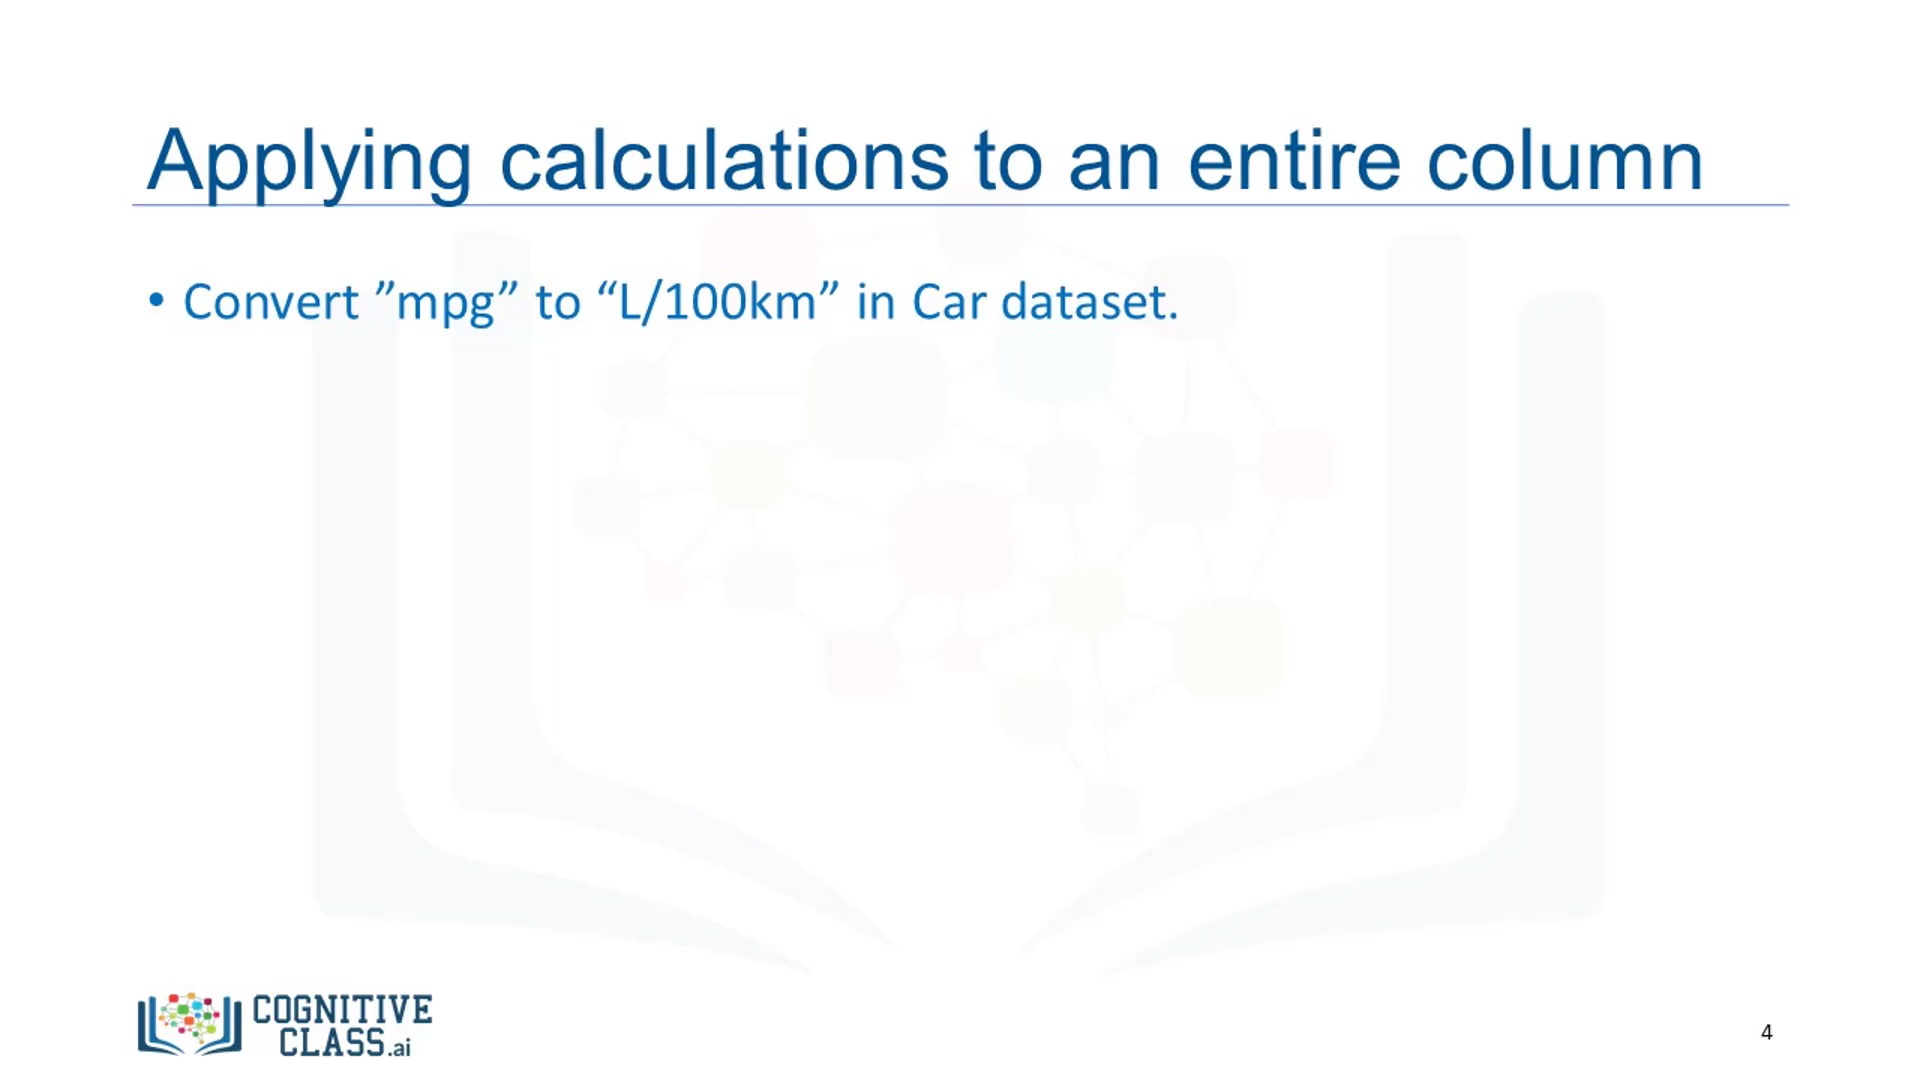 Applying calculations to an entire column
• Convert ”mpg” to “L/100km” in Car dataset.
COGNITIVE
CLASS.ai
4